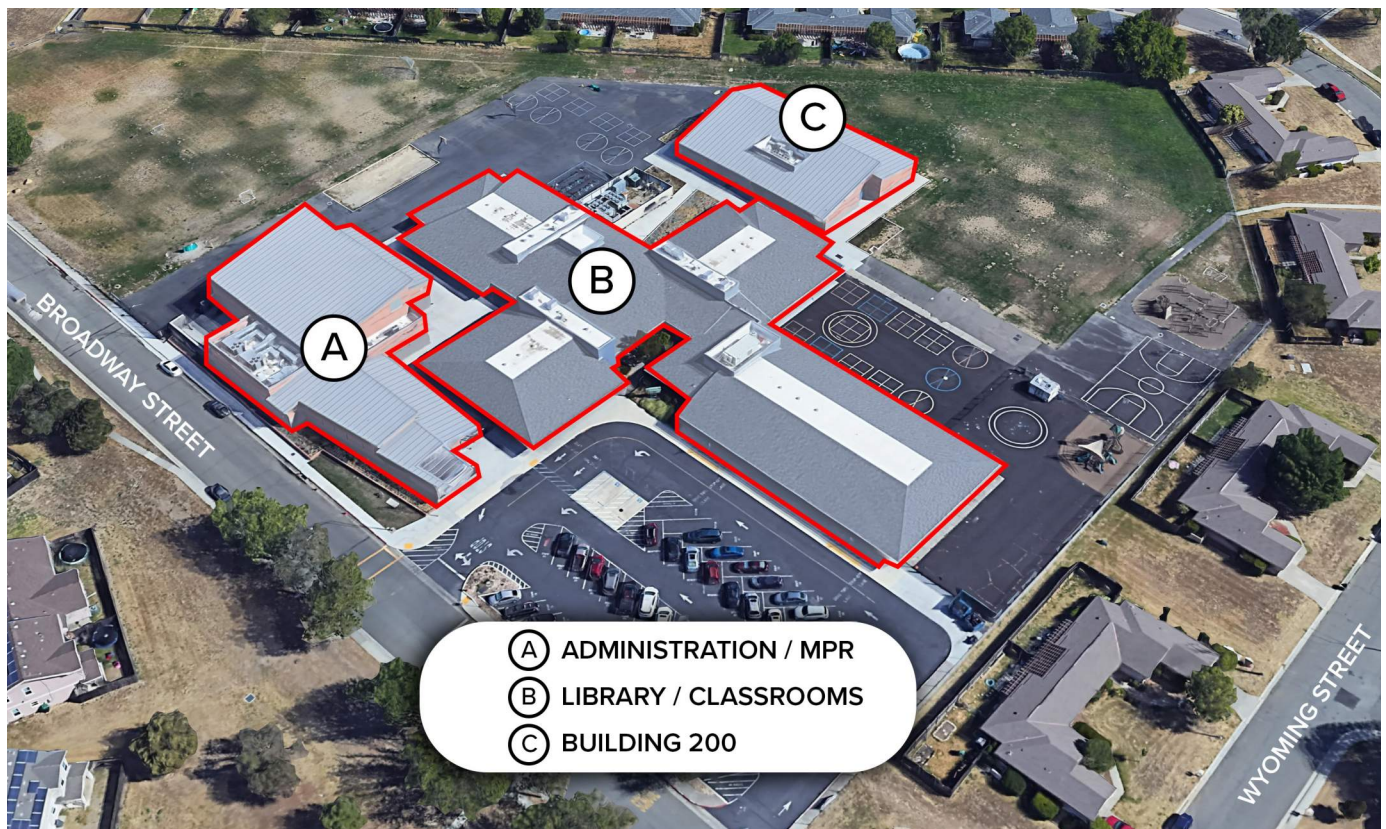 C
B
A
BROADWAY STREET
WYOMING STREET
A ADMINISTRATION / MPR
B LIBRARY / CLASSROOMS
C BUILDING 200